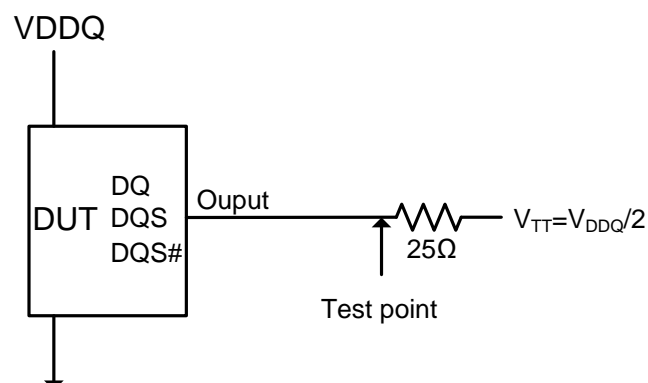 VDDQ
DUT
DQ
DQS
DQS#
Ouput
25Ω
VTT=VDDQ/2
Test point